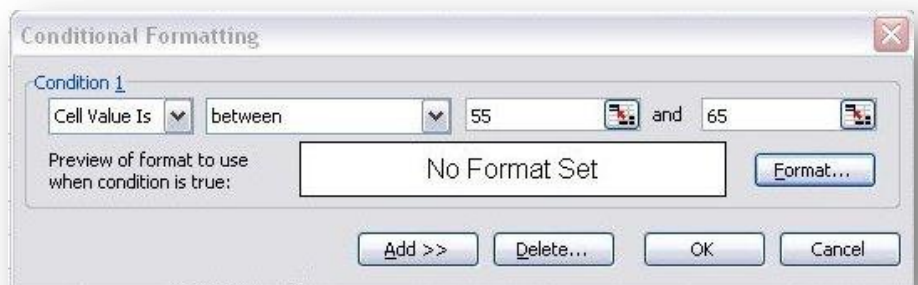 Conditional Formatting
Condition 1
Cell Value Is between 55 and 65
Preview of format to use
when condition is true:
No Format Set
Format...
Add >> Delete... OK Cancel